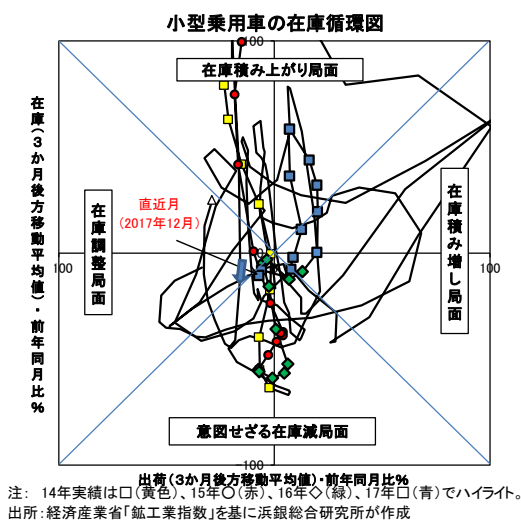 小型乗用車の在庫循環図
100
在庫積み上がり局面
在庫(3か月後方移動平均値)・前年同月比%
在庫調整局面
直近月
(2017年12月)
在庫積み増し局面
100
100
意図せざる在庫減局面
100
出荷(3か月後方移動平均値)・前年同月比%
注: 14年実績は□(黄色)、15年○(赤)、16年◇(緑)、17年□(青)でハイライト。
出所:経済産業省「鉱工業指数」を基に浜銀総合研究所が作成